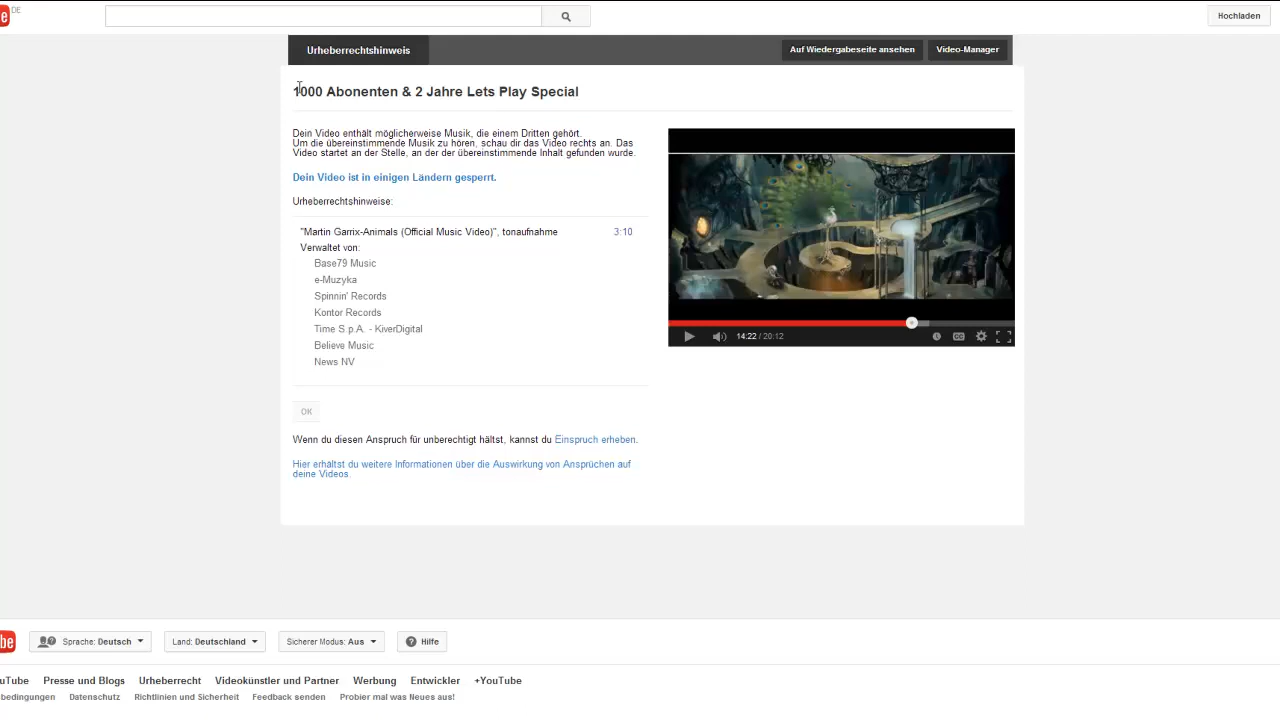 be DE
Hochladen
Urheberrechtshinweis
Auf Wiedergabeseite ansehen
Video-Manager
1000 Abonenten & 2 Jahre Lets Play Special
Dein Video enthält möglicherweise Musik, die einem Dritten gehört.
Um die übereinstimmende Musik zu hören, schau dir das Video rechts an. Das
Video startet an der Stelle, an der der übereinstimmende Inhalt gefunden wurde.
Dein Video ist in einigen Ländern gesperrt.
Urheberrechtshinweise:
"Martin Garrix-Animals (Official Music Video)", tonaufnahme 3:10
Verwaltet von:
Base79 Music
e-Muzyka
Spinnin' Records
Kontor Records
Time S.p.A. - KiverDigital
Believe Music
News NV
14:22 / 20:12
OK
Wenn du diesen Anspruch für unberechtigt hältst, kannst du Einspruch erheben.
Hier erhältst du weitere Informationen über die Auswirkung von Ansprüchen auf
deine Videos.
be Sprache: Deutsch Land: Deutschland Sicherer Modus: Aus Hilfe
uTube Presse und Blogs Urheberrecht Videokünstler und Partner Werbung Entwickler +YouTube
bedingungen Datenschutz Richtlinien und Sicherheit Feedback senden Probier mal was Neues aus!